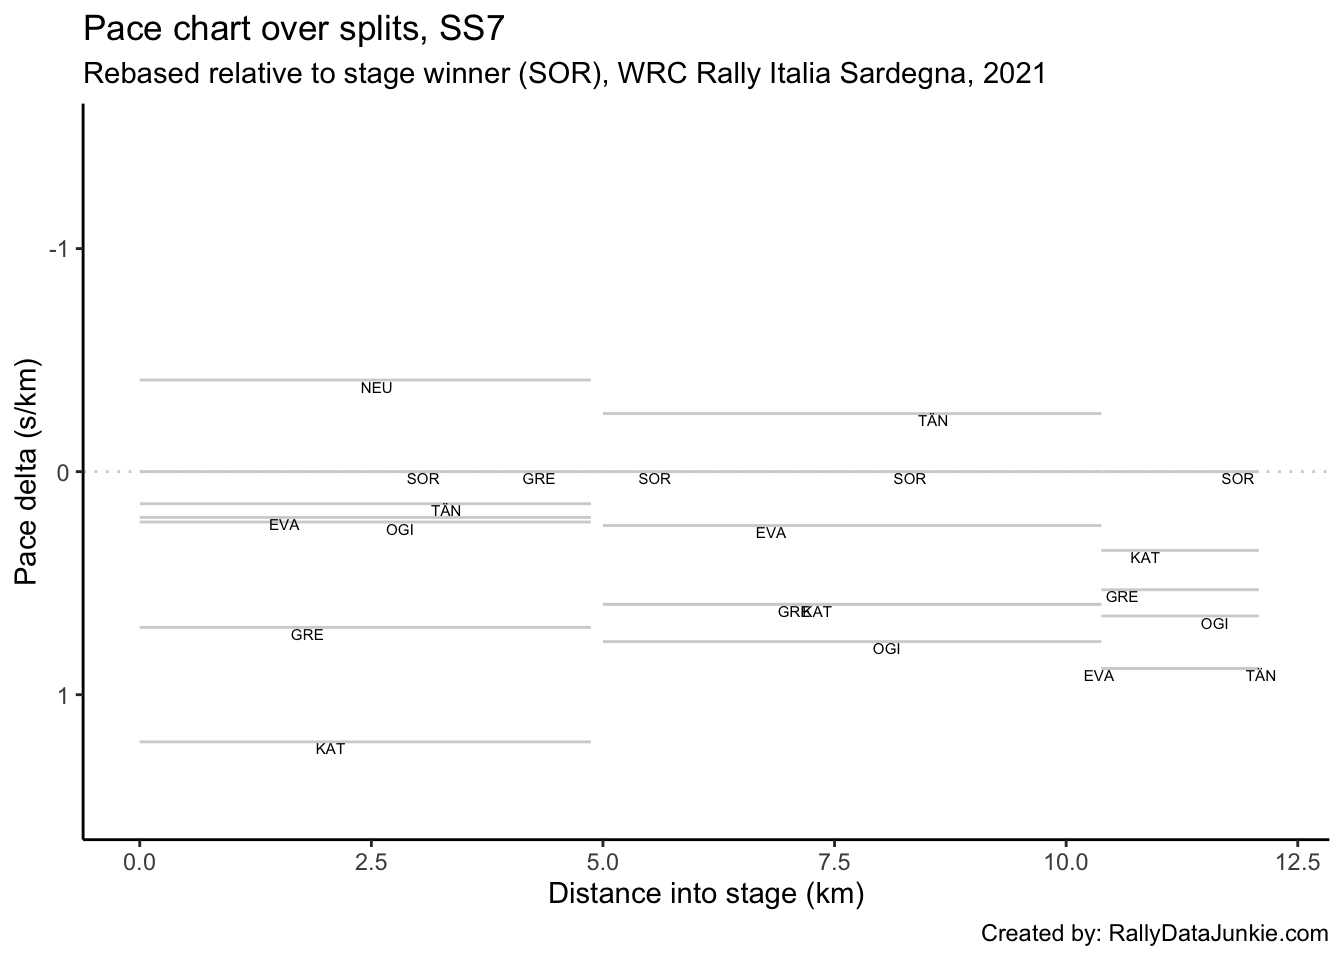 Pace chart over splits, SS7
Rebased relative to stage winner (SOR), WRC Rally Italia Sardegna, 2021
Pace delta (s/km)
-1
NEU
TÄN
0
SOR GRE SOR SOR SOR
TÄN
EVA OGI EVA
KAT
GRE
GRE KAT
OGI
GRE OGI
EVA TÄN
1
KAT
0.0 2.5 5.0 7.5 10.0 12.5
Distance into stage (km)
Created by: RallyDataJunkie.com